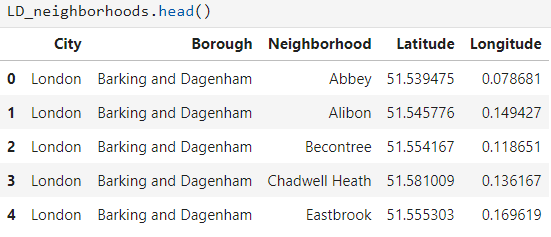 LD_neighborhoods.head()
City Borough Neighborhood Latitude Longitude
0 London Barking and Dagenham Abbey 51.539475 0.078681
1 London Barking and Dagenham Alibon 51.545776 0.149427
2 London Barking and Dagenham Becontree 51.554167 0.118651
3 London Barking and Dagenham Chadwell Heath 51.581009 0.136167
4 London Barking and Dagenham Eastbrook 51.555303 0.169619